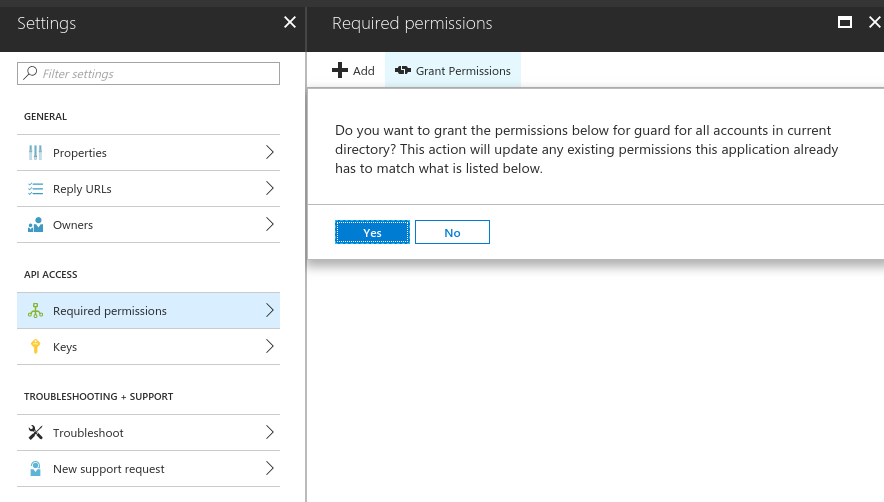 Settings
Required permissions
Filter settings
GENERAL
Properties
Reply URLs
Owners
API ACCESS
Required permissions
Keys
TROUBLESHOOTING + SUPPORT
Troubleshoot
New support request
Add
Grant Permissions
Do you want to grant the permissions below for guard for all accounts in current
directory? This action will update any existing permissions this application already
has to match what is listed below.
Yes
No